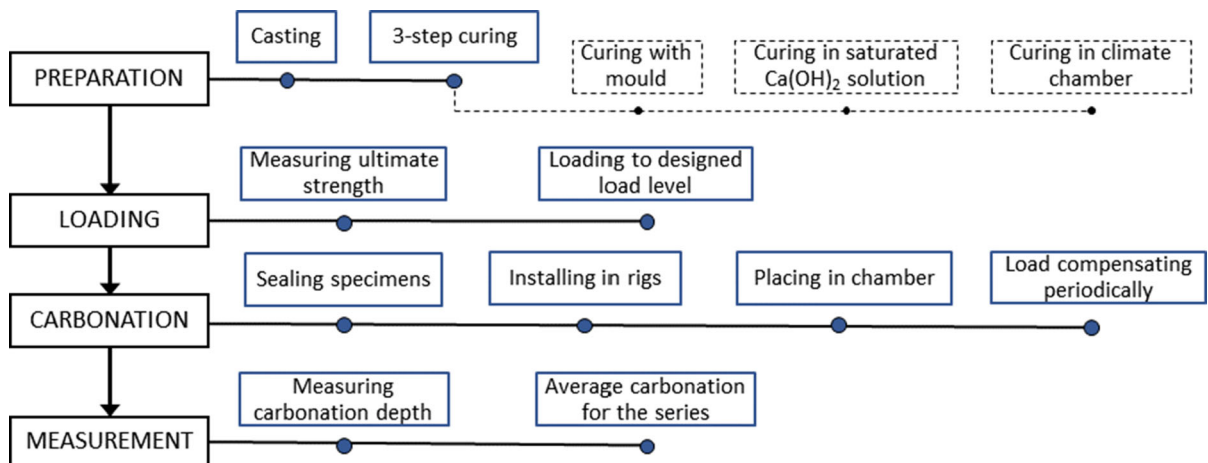 Casting
3-step curing
PREPARATION
Curing with
mould
Curing in saturated
Ca(OH)₂ solution
Curing in climate
chamber
Measuring ultimate
strength
Loading to designed
load level
LOADING
Sealing specimens
Installing in rigs
Placing in chamber
Load compensating
periodically
CARBONATION
Measuring
carbonation depth
Average carbonation
for the series
MEASUREMENT